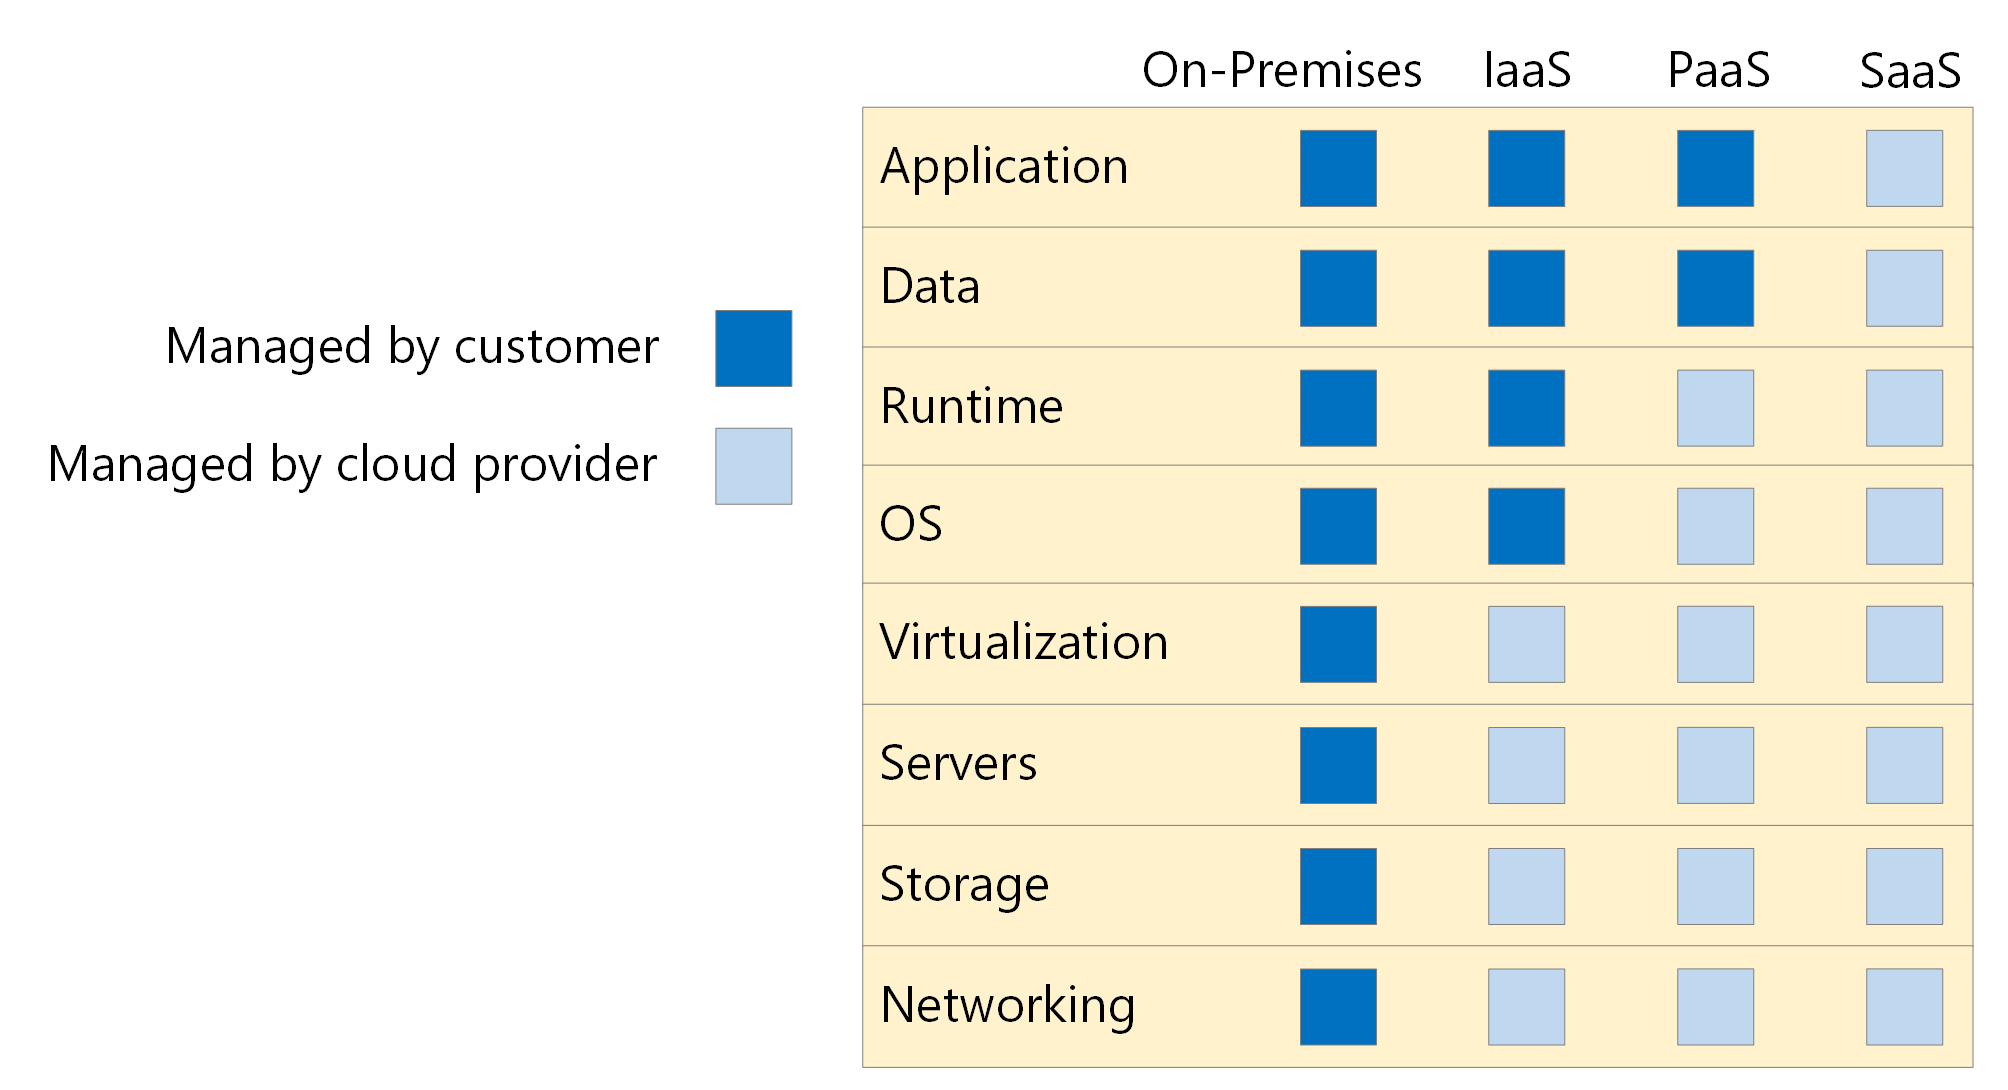 On-Premises IaaS PaaS SaaS
Application
Data
Managed by customer
Runtime
Managed by cloud provider
OS
Virtualization
Servers
Storage
Networking